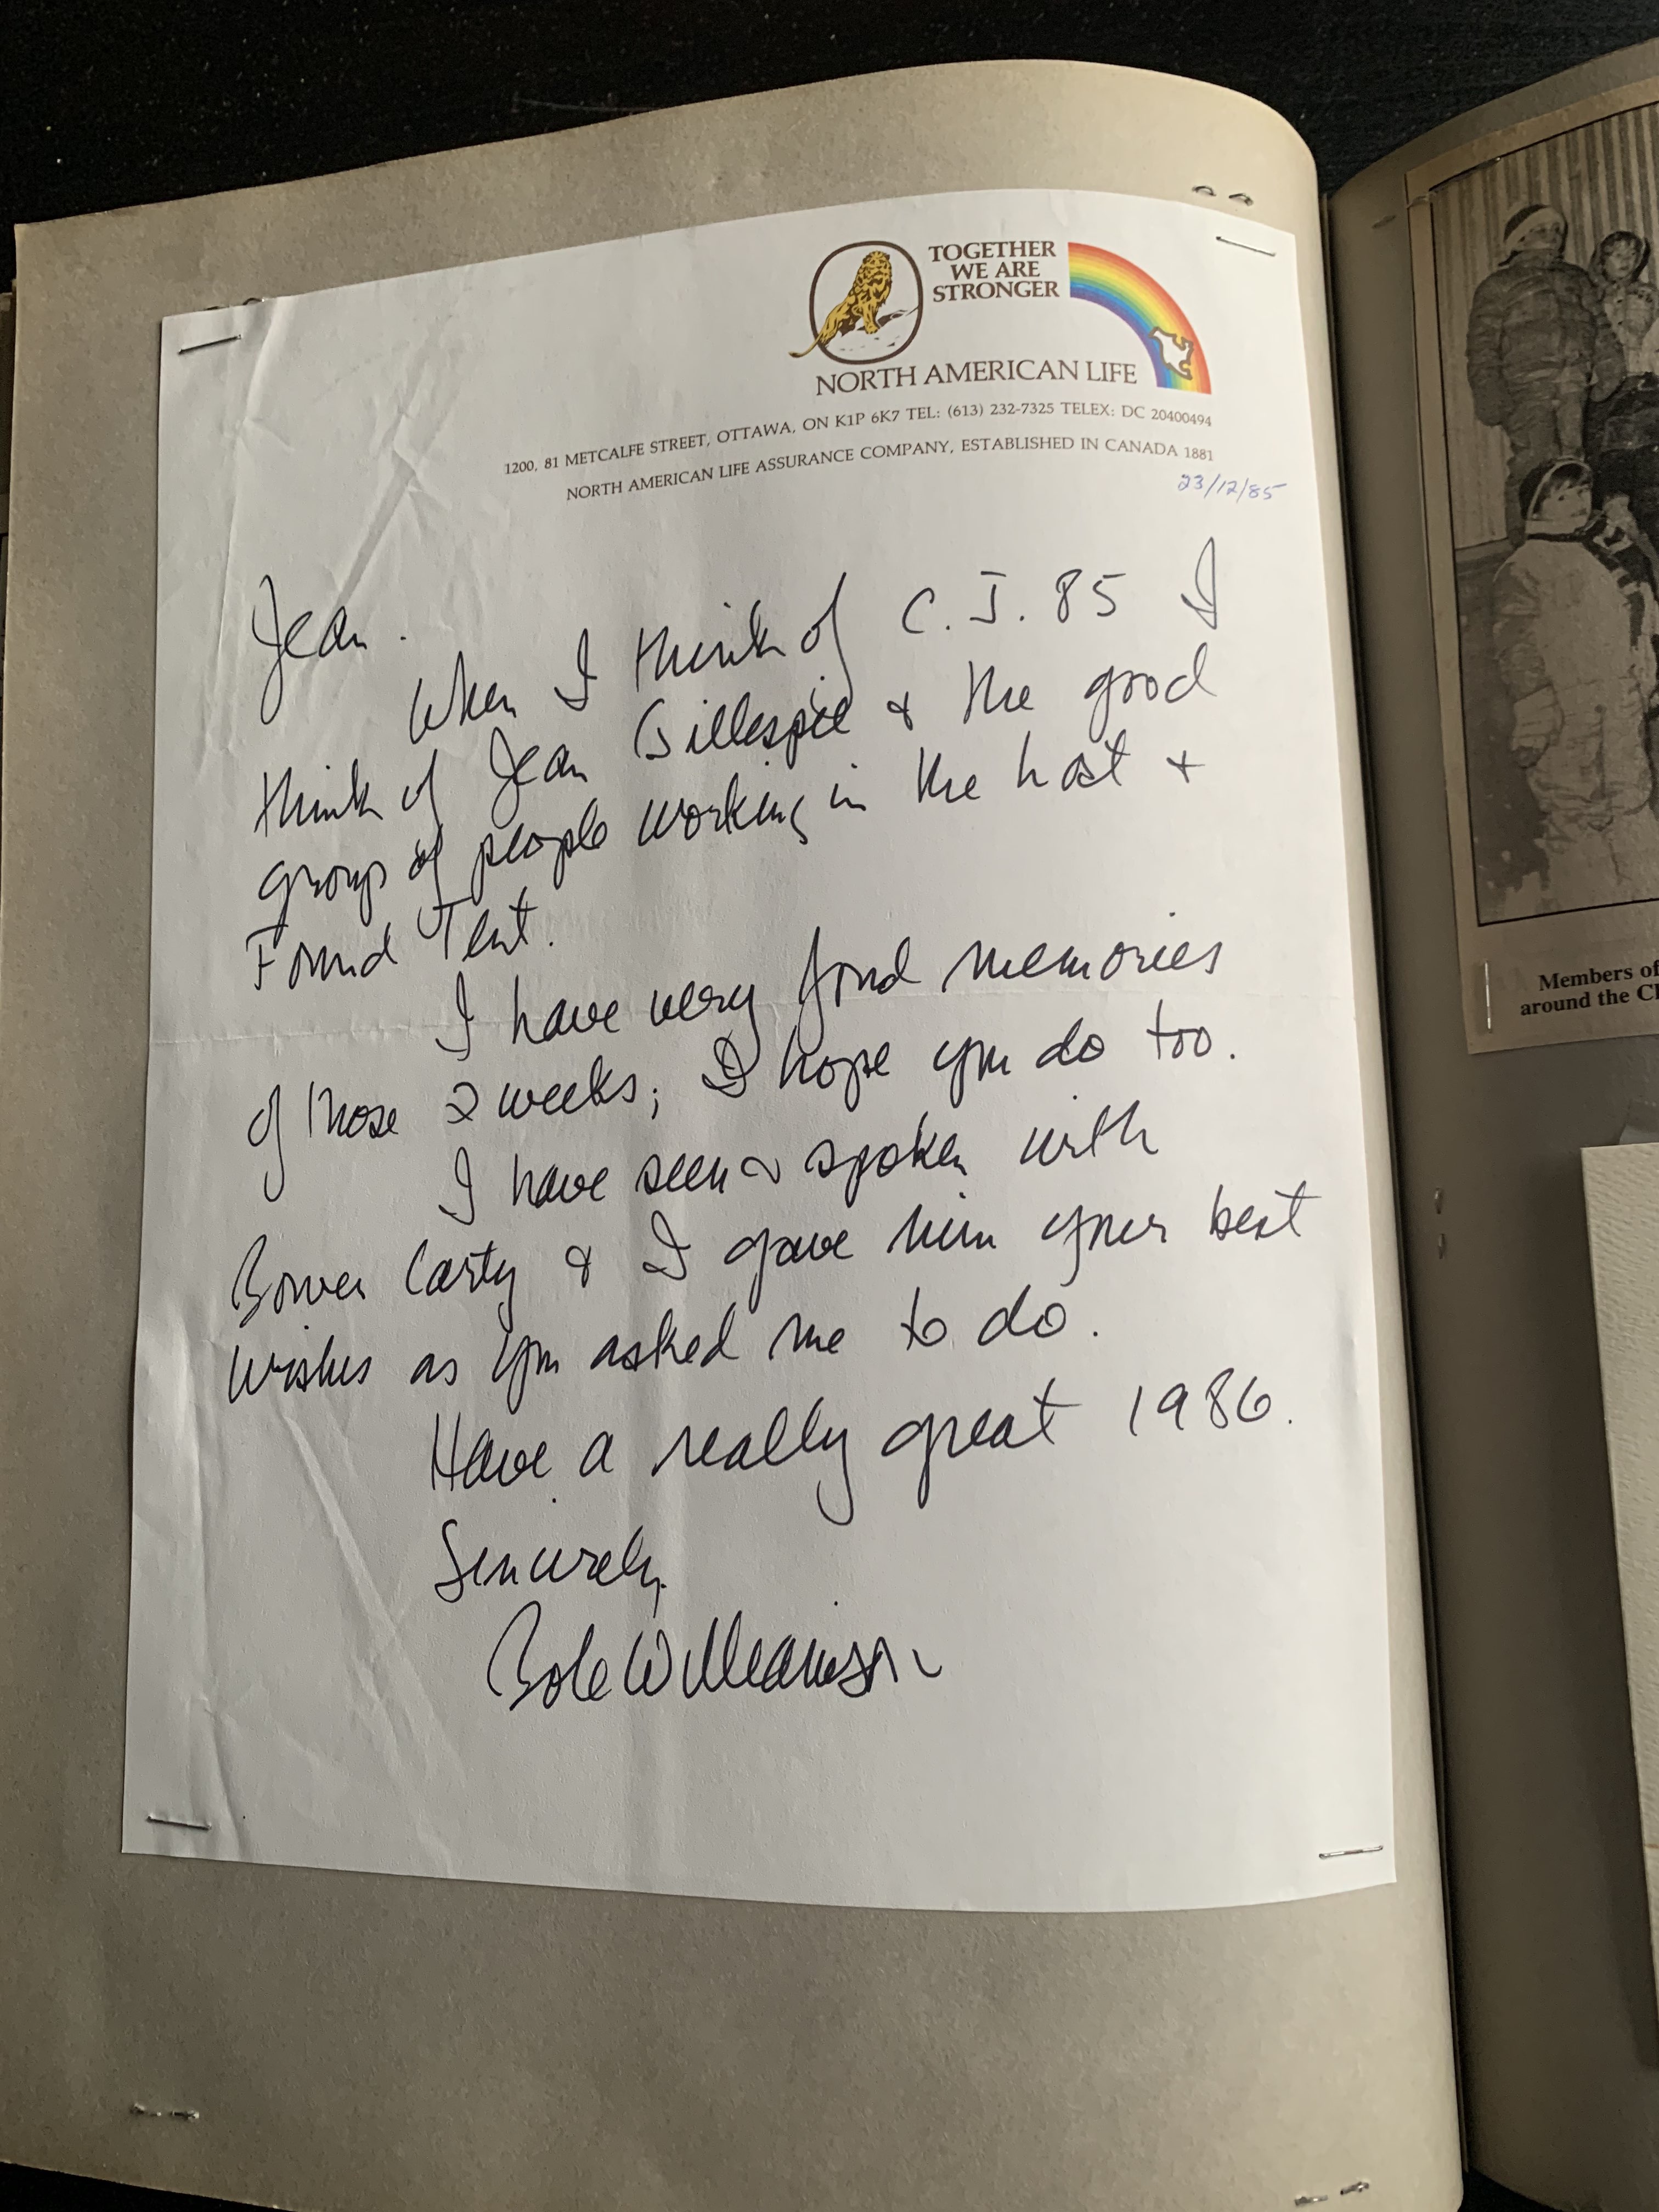 TOGETHER
WE ARE
STRONGER
NORTH AMERICAN LIFE
1200, 81 METCALFE STREET, OTTAWA, ON K1P 6K7 TEL: (613) 232-7325 TELEX: DC 20400494
NORTH AMERICAN LIFE ASSURANCE COMPANY, ESTABLISHED IN CANADA 1881
23/12/85
Jean.
When I think of C.J. 85 I
think of Jean Gillespie & the good
group of people working in the lost +
Found Tent.
I have very fond memories
of those 2 weeks; I hope you do too.
I have seen & spoken with
Bower Carty & I gave him your best
wishes as you asked me to do.
Have a really great 1986.
Sincerely,
Bob Williamson
Members of
around the